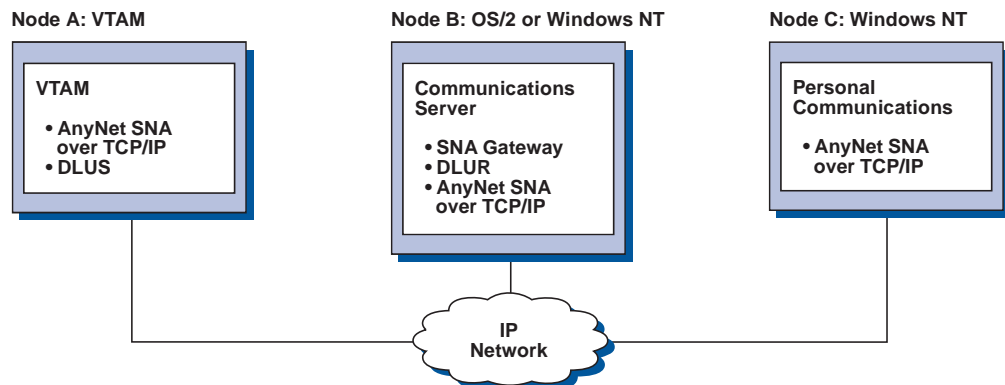 Node A: VTAM
VTAM
• AnyNet SNA
over TCP/IP
• DLUS
Node B: OS/2 or Windows NT
Communications
Server
• SNA Gateway
• DLUR
• AnyNet SNA
over TCP/IP
Node C: Windows NT
Personal
Communications
• AnyNet SNA
over TCP/IP
IP
Network